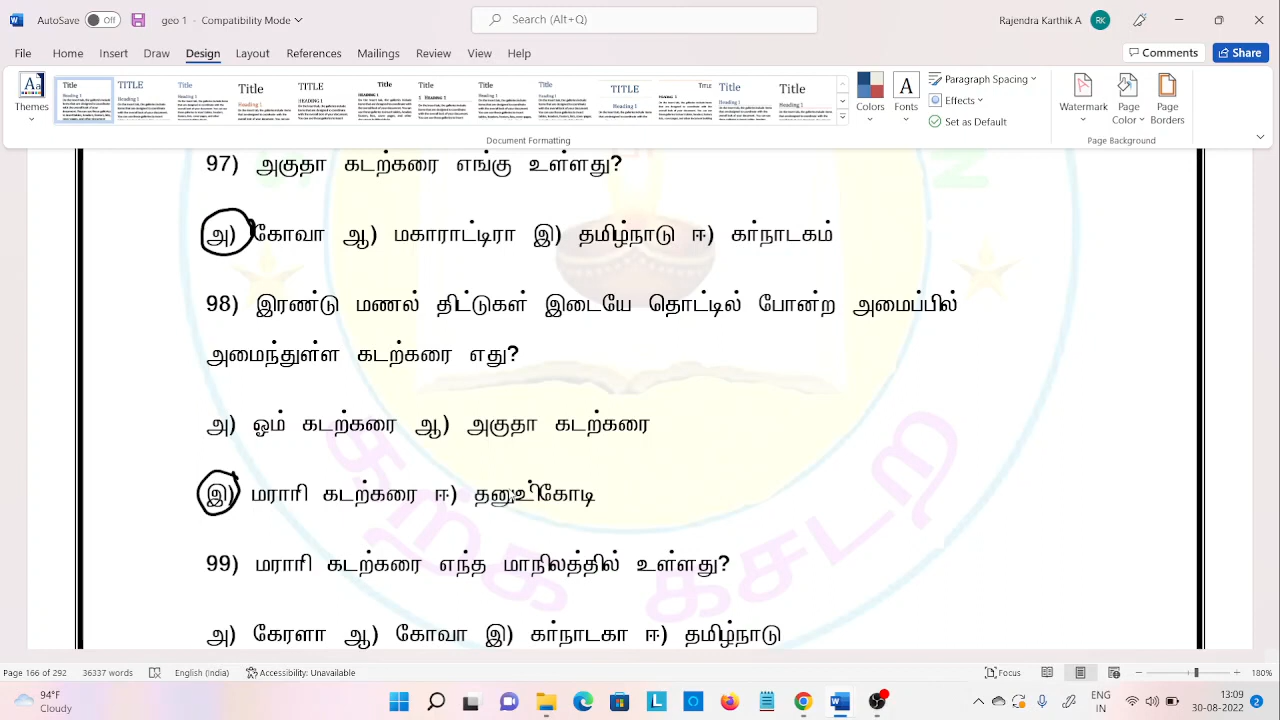 AutoSave Off geo 1 - Compatibility Mode Search (Alt+Q) Rajendra Karthik A RK
File Home Insert Draw Design Layout References Mailings Review View Help Comments Share
Themes Colors Fonts Paragraph Spacing Effects Set as Default Watermark Page Color Page Borders
Document Formatting Page Background
97) அகுதா கடற்கரை எங்கு உள்ளது?
அ) கோவா ஆ) மகாராட்டிரா இ) தமிழ்நாடு ஈ) கர்நாடகம்
98) இரண்டு மணல் திட்டுகள் இடையே தொட்டில் போன்ற அமைப்பில்
அமைந்துள்ள கடற்கரை எது?
அ) ஓம் கடற்கரை ஆ) அகுதா கடற்கரை
இ) மராரி கடற்கரை ஈ)
99) மராரி கடற்கரை எந்த மாநிலத்தில் உள்ளது?
அ) கேரளா ஆ) கோவா இ) கர்நாடகா ஈ) தமிழ்நாடு
Page 166 of 292 36337 words English (India) Accessibility: Unavailable Focus 180%
94°F ENG 13:09
IN 30-08-2022 2